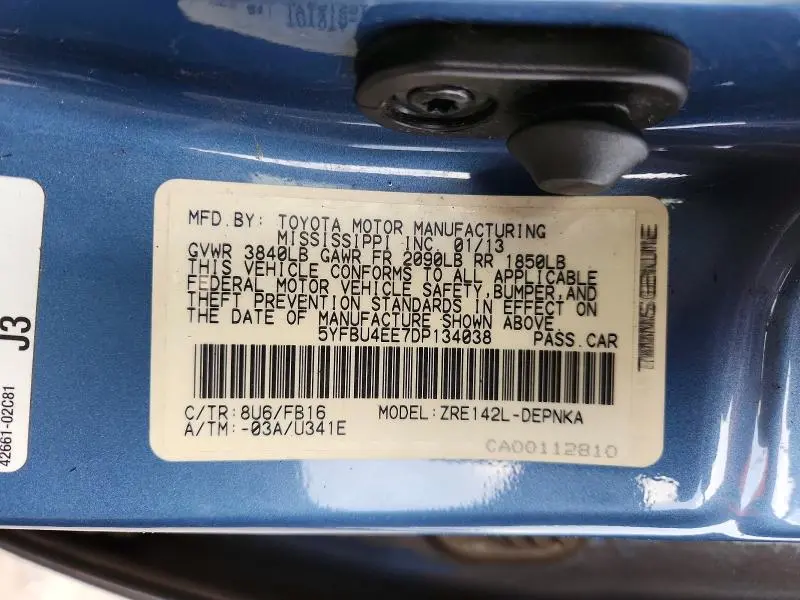 MFD.BY: TOYOTA MOTOR MANUFACTURING
MISSISSIPPI INC. 01/13
GVWR 3840LB GAWR FR 2090LB RR 1850LB
THIS VEHICLE CONFORMS TO ALL APPLICABLE
FEDERAL MOTOR VEHICLE SAFETY,BUMPER,AND
THEFT PREVENTION STANDARDS IN EFFECT ON
THE DATE OF MANUFACTURE SHOWN ABOVE.
5YFBU4EE7DP134038 PASS.CAR
C/TR:8U6/FB16 MODEL:ZRE142L-DEPNKA
A/TM:-03A/U341E
CA00112810
J3
42661-02C81